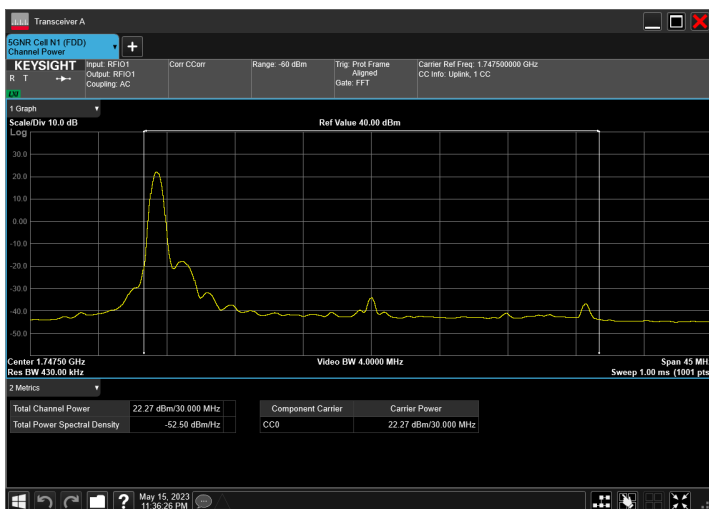 Transceiver A
5GNR Cell N1 (FDD)
Channel Power
KEYSIGHT
R T
LXI
Input: RFIO1
Output: RFIO1
Coupling: AC
Corr CCorr
Range: -60 dBm
Trig: Prot Frame
Aligned
Gate: FFT
Carrier Ref Freq: 1.747500000 GHz
CC Info: Uplink, 1 CC
1 Graph
Scale/Div 10.0 dB
Ref Value 40.00 dBm
Log
30.0
20.0
10.0
0.00
-10.0
-20.0
-30.0
-40.0
-50.0
Center 1.74750 GHz
Video BW 4.0000 MHz
Span 45 MH
Res BW 430.00 kHz
Sweep 1.00 ms (1001 pts
2 Metrics
Total Channel Power 22.27 dBm/30.000 MHz
Total Power Spectral Density -52.50 dBm/Hz
Component Carrier Carrier Power
CC0 22.27 dBm/30.000 MHz
?
May 15, 2023
11:36:26 PM